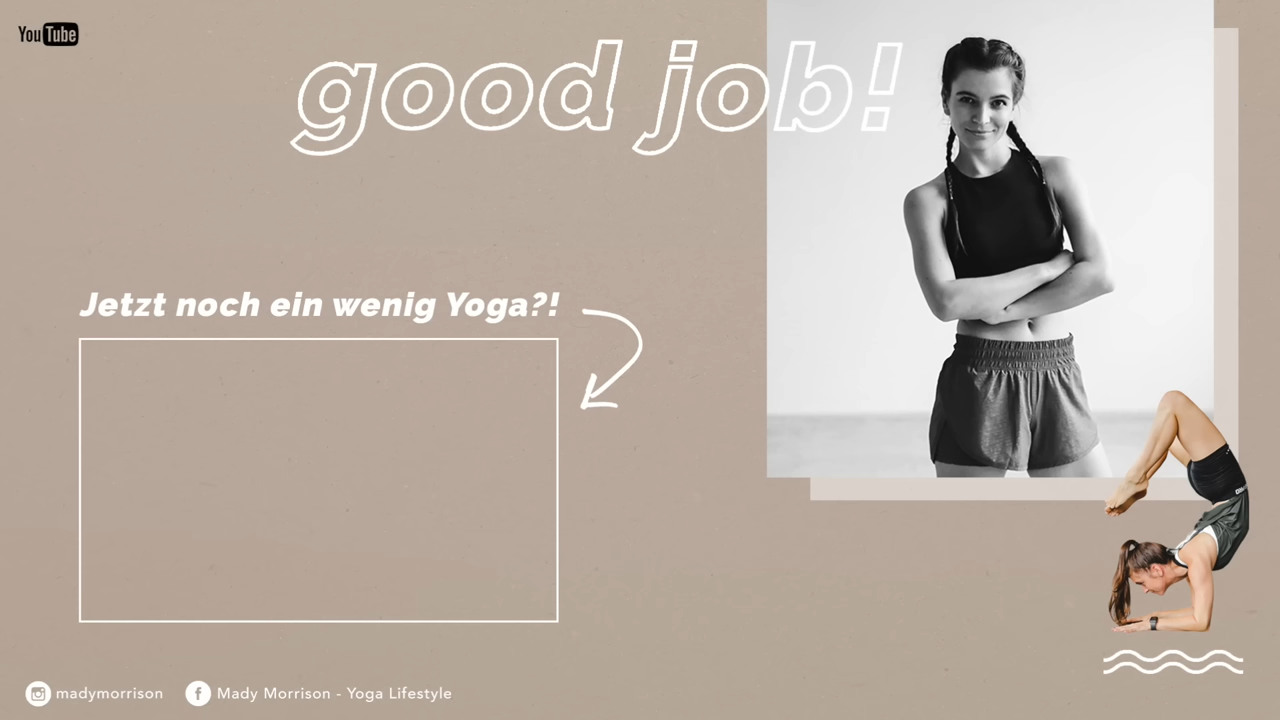 YouTube
good job!
Jetzt noch ein wenig Yoga?!
madymorrison
f Mady Morrison - Yoga Lifestyle